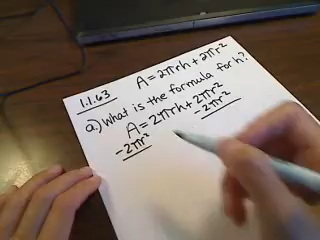 1.1.63
A = 2πrh + 2πr²
a.) What is the formula for h?
A = 2πrh + 2πr²
-2πr² -2πr²